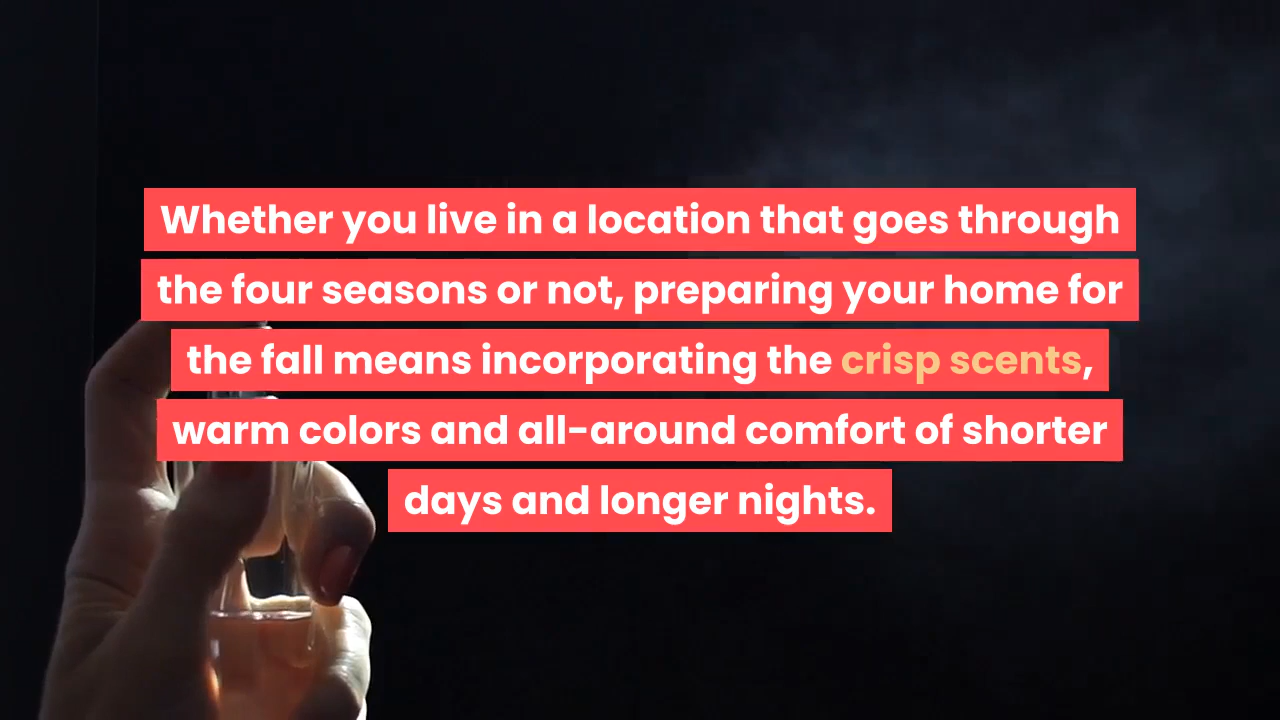 Whether you live in a location that goes through
the four seasons or not, preparing your home for
the fall means incorporating the crisp scents,
warm colors and all-around comfort of shorter
days and longer nights.